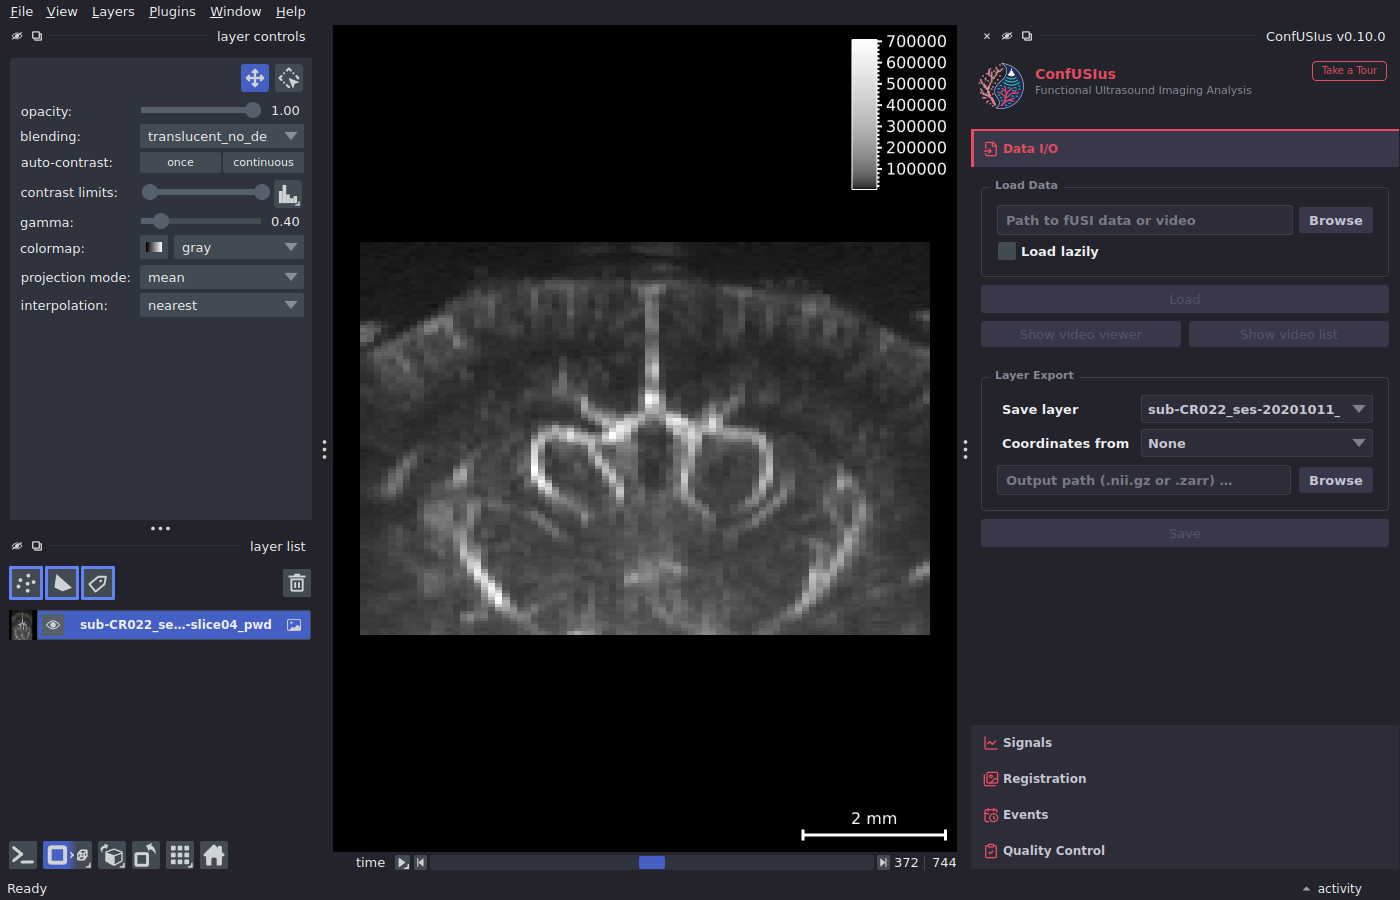 File View Layers Plugins Window Help
layer controls
opacity: 1.00
blending: translucent_no_de
auto-contrast: once continuous
contrast limits:
gamma: 0.40
colormap: gray
projection mode: mean
interpolation: nearest
layer list
sub-CR022_se...-slice04_pwd
Ready
700000
600000
500000
400000
300000
200000
100000
2 mm
time 372 744
ConfUSIus v0.10.0
ConfUSIus
Functional Ultrasound Imaging Analysis
Take a Tour
Data I/O
Load Data
Path to fUSI data or video Browse
Load lazily
Load
Show video viewer Show video list
Layer Export
Save layer sub-CR022_ses-20201011_
Coordinates from None
Output path (.nii.gz or .zarr) ... Browse
Save
Signals
Registration
Events
Quality Control
activity